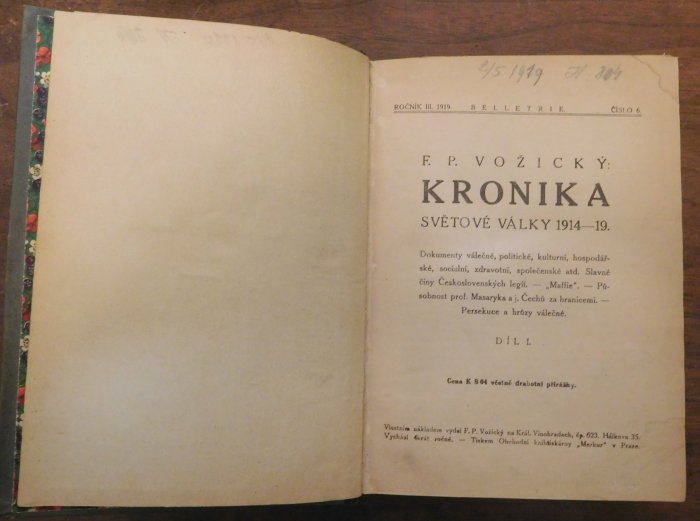 2/5 1919
ROČNÍK III. 1919. BELLETRIE. ČÍSLO 6.
F. P. VOŽICKÝ:
KRONIKA
SVĚTOVÉ VÁLKY 1914—19.
Dokumenty válečné, politické, kulturní, hospodář-
ské, sociální, zdravotní, společenské atd. Slavné
činy Československých legií. — „Maffie“. — Pů-
sobnost prof. Masaryka a j. Čechů za hranicemi. —
Persekuce a hrůzy válečné.
DÍL I.
Cena K 8·64 včetně drahotní přirážky.
Vlastním nákladem vydal F. P. Vožický na Král. Vinohradech, čp. 623. Hálkova 35.
Vychází 4krát ročně. — Tiskem Obchodní knihtiskárny „Merkur“ v Praze.